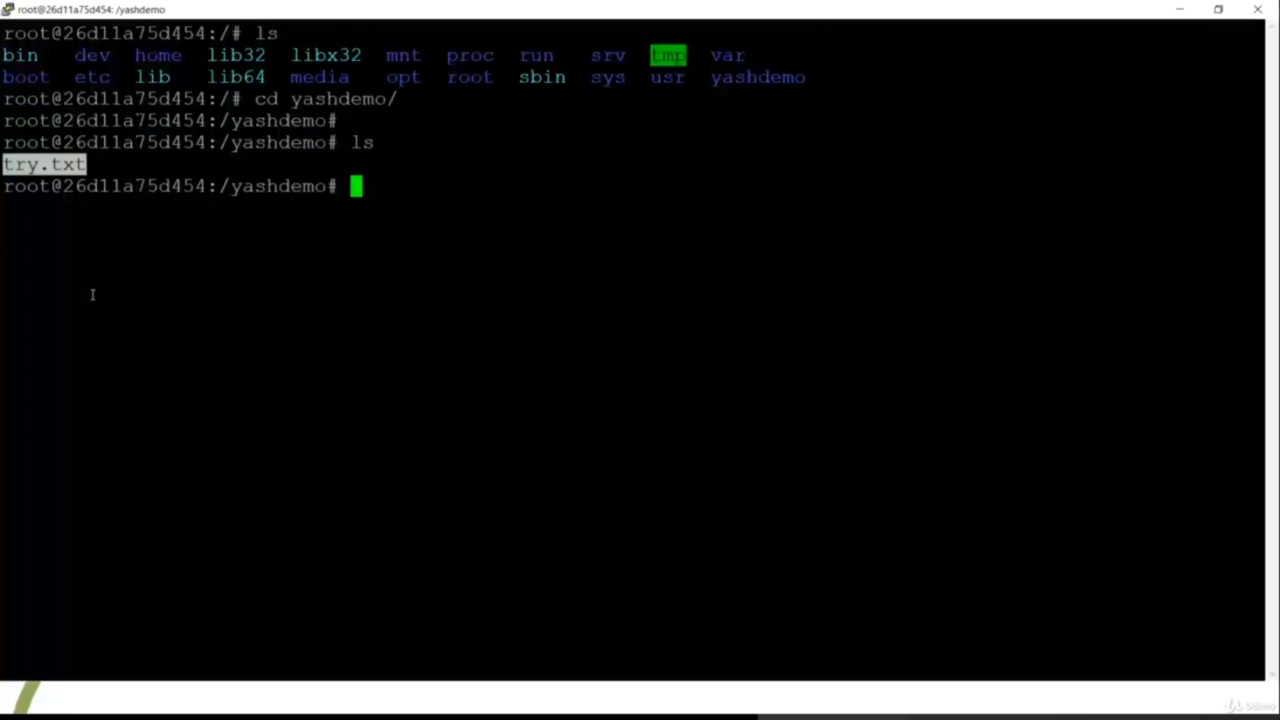 root@26d11a75d454: /yashdemo
root@26d11a75d454:/# ls
bin dev home lib32 libx32 mnt proc run srv tmp var
boot etc lib lib64 media opt root sbin sys usr yashdemo
root@26d11a75d454:/# cd yashdemo/
root@26d11a75d454:/yashdemo#
root@26d11a75d454:/yashdemo# ls
try.txt
root@26d11a75d454:/yashdemo#
Udemy